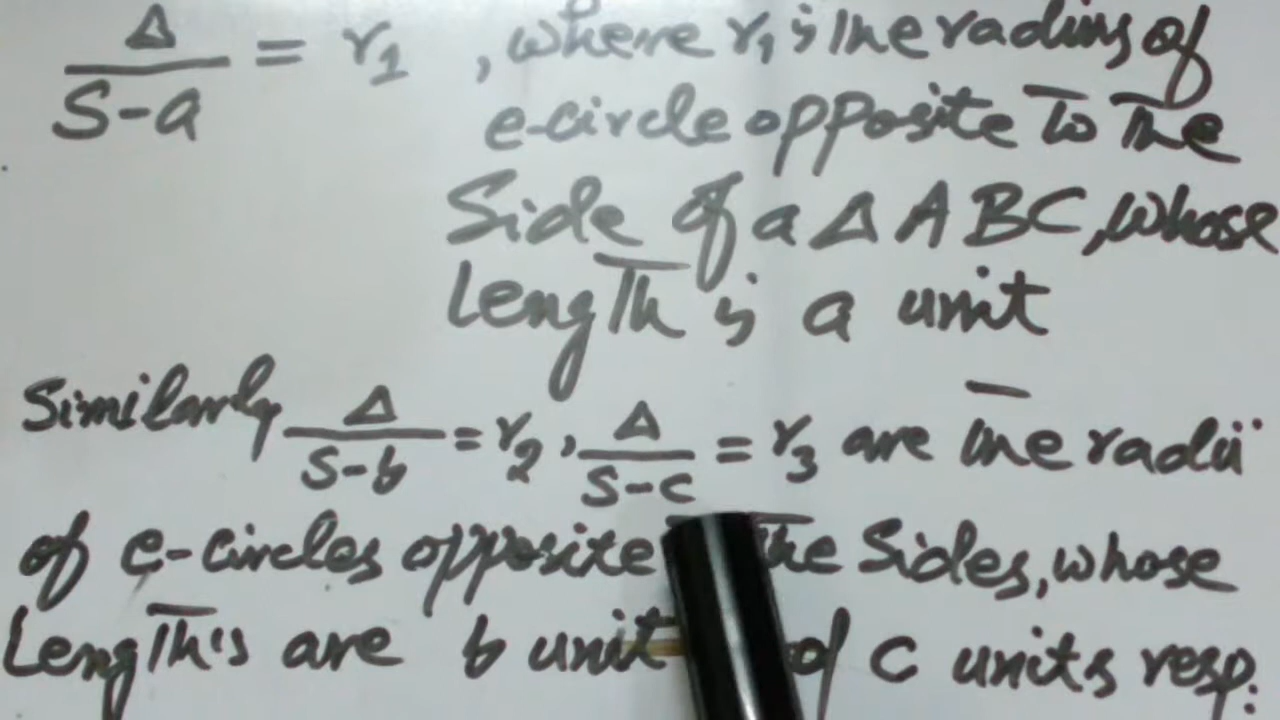 Δ/S-a = r₁, where r₁ is the radius of
e-circle opposite To The
Side of a Δ ABC, whose
length is a unit
Similarly Δ/S-b = r₂, Δ/S-c = r₃ are the radii
of e-circles opposite the Sides, whose
Length's are b unit c units resp.